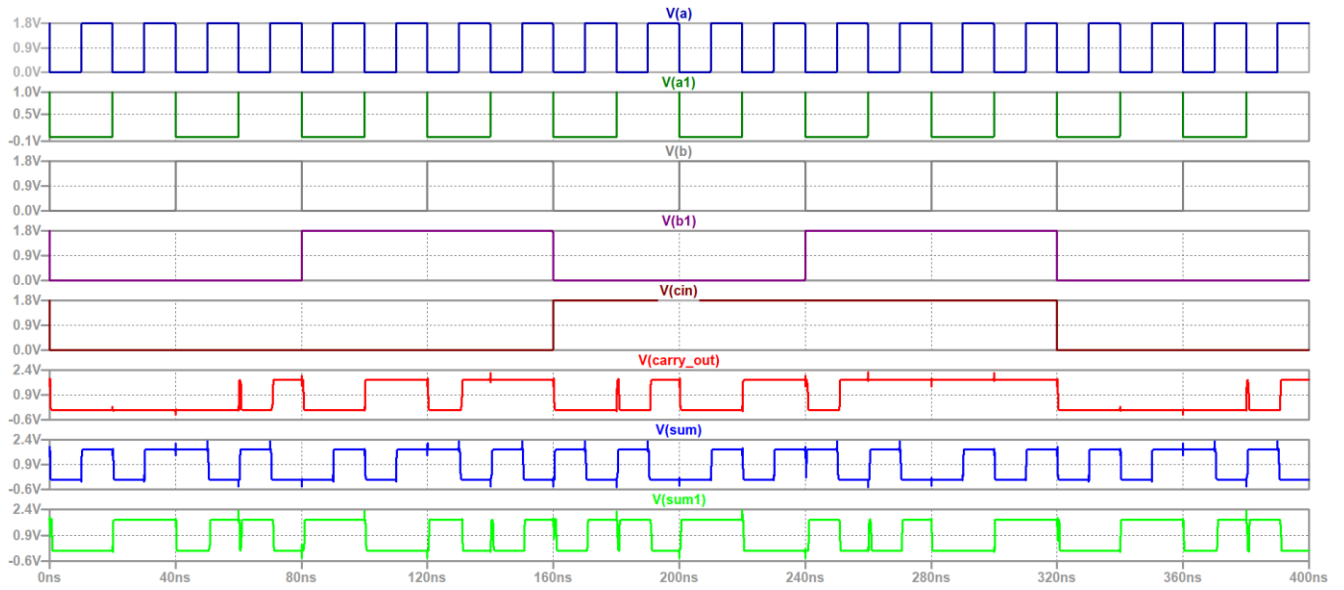 V(a)
1.8V
0.9V
0.0V
V(a1)
1.0V
0.5V
-0.1V
V(b)
1.8V
0.9V
0.0V
V(b1)
1.8V
0.9V
0.0V
V(cin)
1.8V
0.9V
0.0V
V(carry_out)
2.4V
0.9V
-0.6V
V(sum)
2.4V
0.9V
-0.6V
V(sum1)
2.4V
0.9V
-0.6V
0ns 40ns 80ns 120ns 160ns 200ns 240ns 280ns 320ns 360ns 400ns